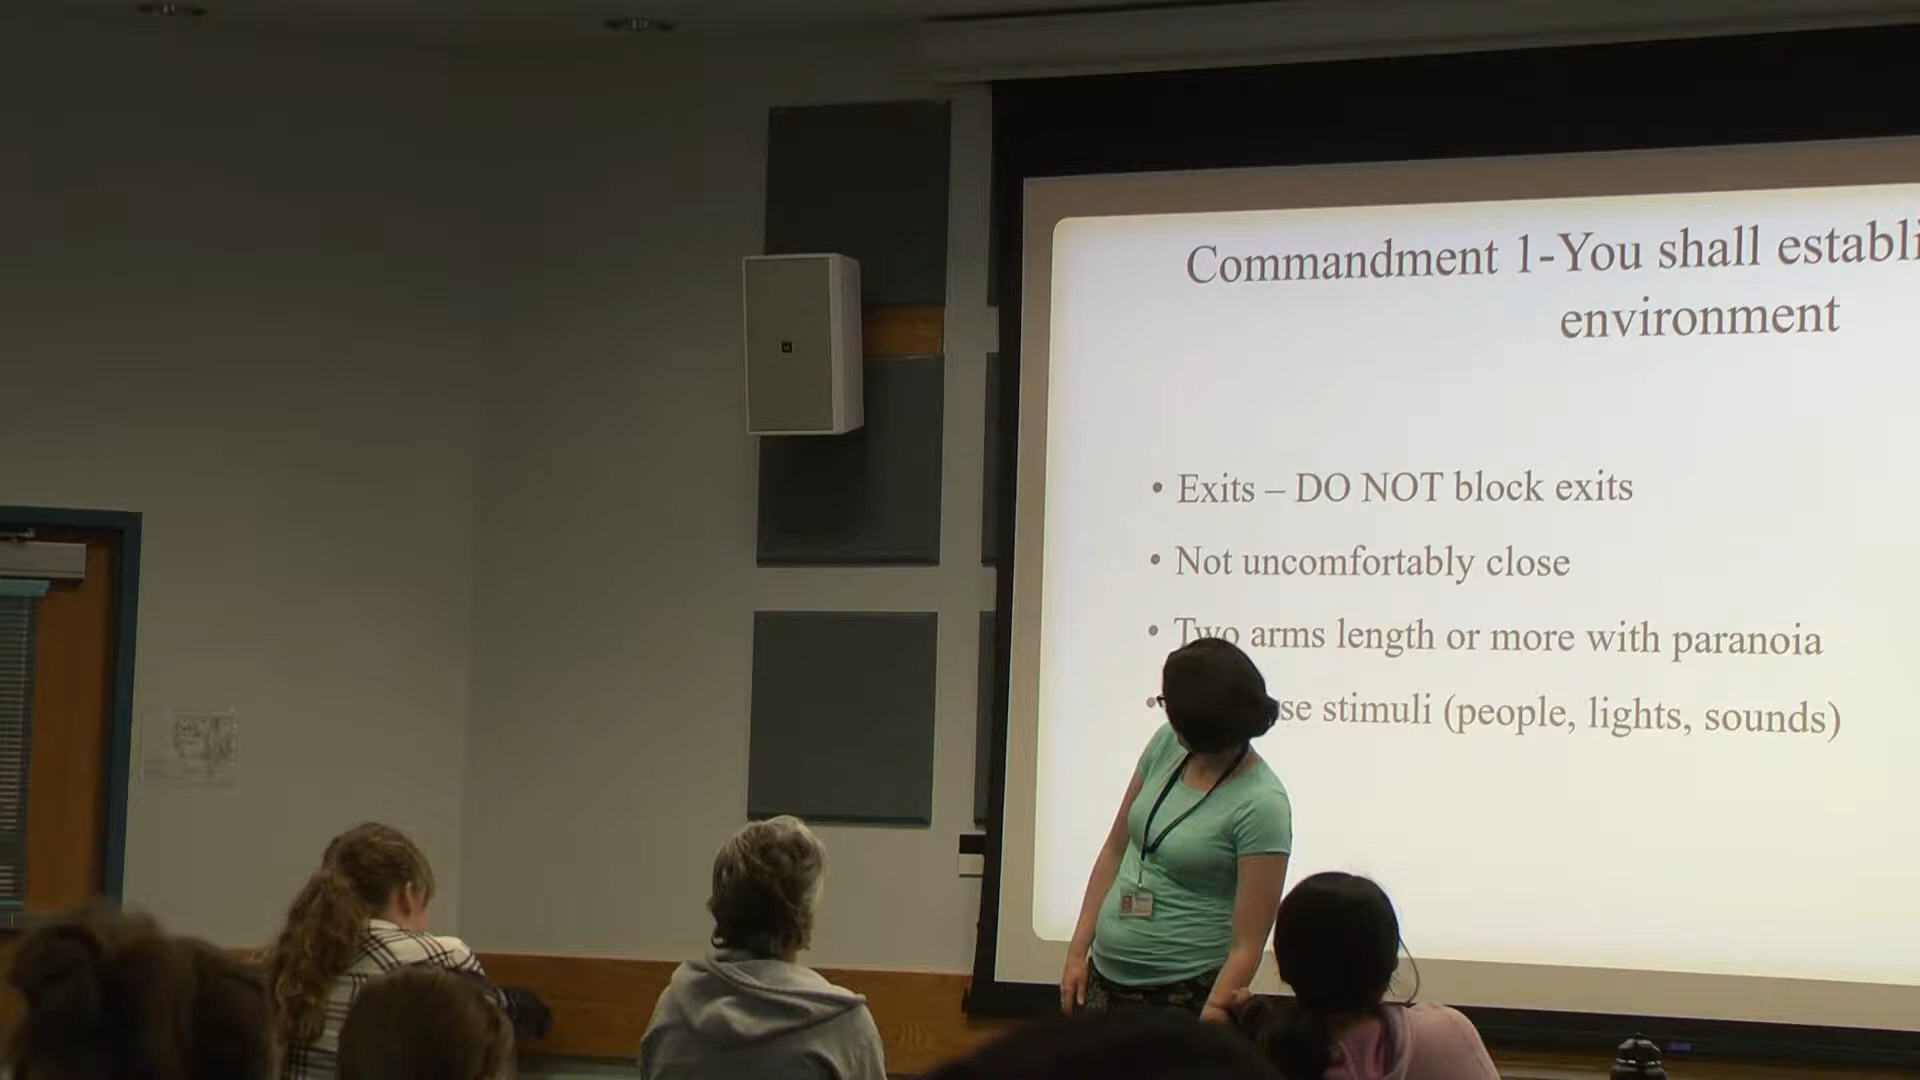 Commandment 1-You shall establi
environment
• Exits – DO NOT block exits
• Not uncomfortably close
• Two arms length or more with paranoia
• se stimuli (people, lights, sounds)